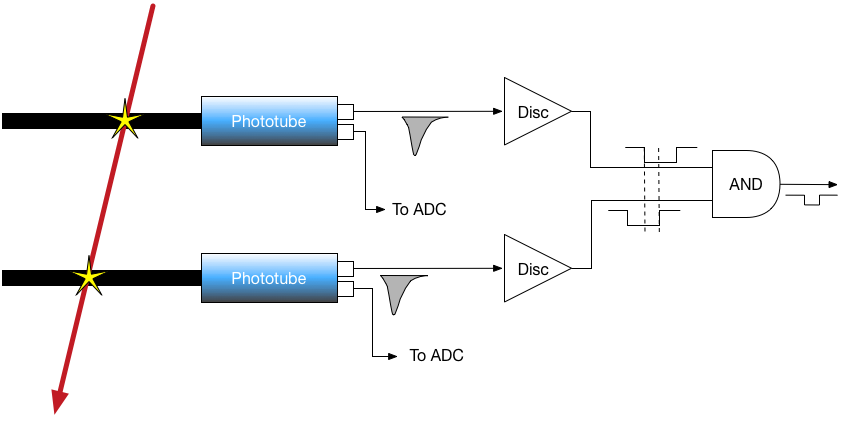 Phototube
Disc
To ADC
AND
Phototube
Disc
To ADC